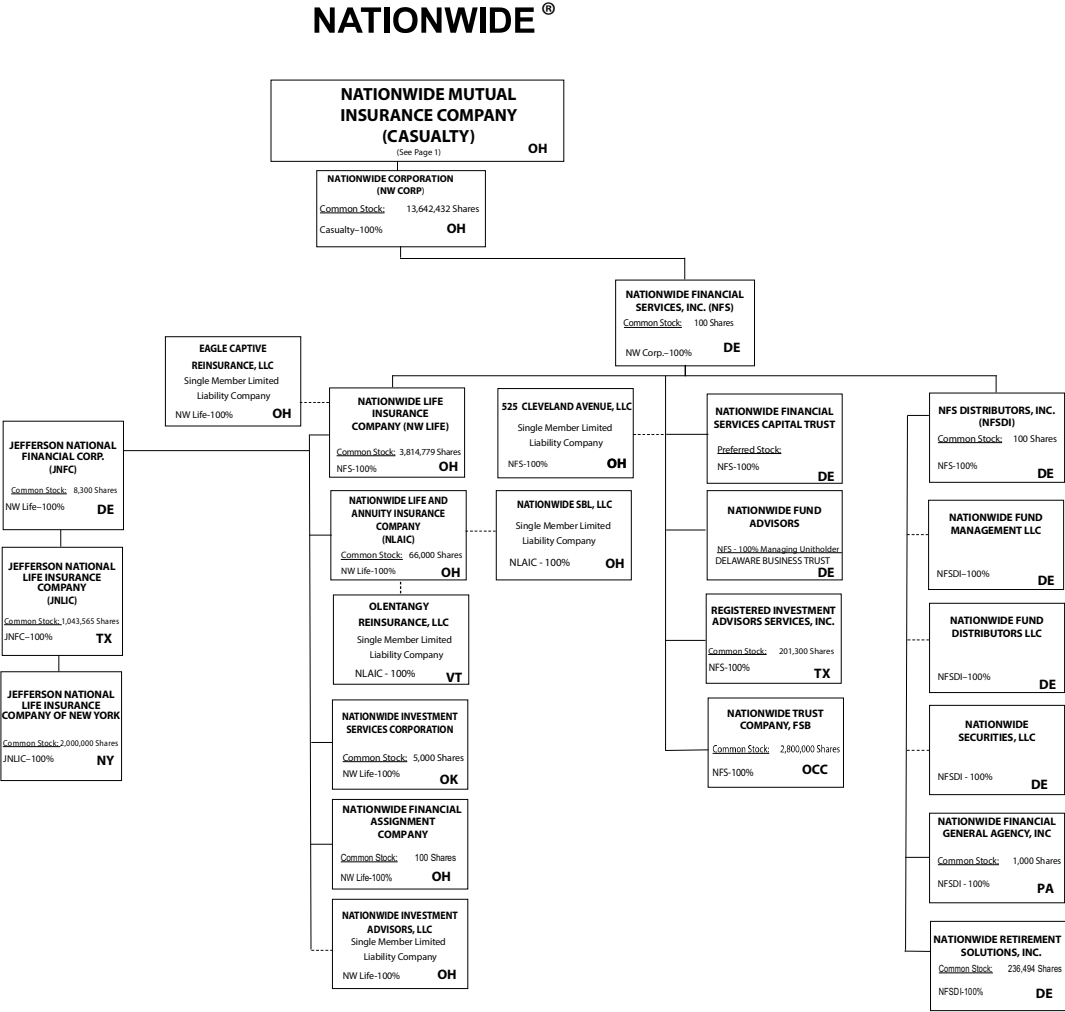 NATIONWIDE ®
NATIONWIDE MUTUAL
INSURANCE COMPANY
(CASUALTY)
(See Page 1)
OH
NATIONWIDE CORPORATION
(NW CORP)
Common Stock: 13,642,432 Shares
Casualty–100% OH
NATIONWIDE FINANCIAL
SERVICES, INC. (NFS)
Common Stock: 100 Shares
NW Corp.–100% DE
EAGLE CAPTIVE
REINSURANCE, LLC
Single Member Limited
Liability Company
NW Life-100% OH
JEFFERSON NATIONAL
FINANCIAL CORP.
(JNFC)
Common Stock: 8,300 Shares
NW Life–100% DE
JEFFERSON NATIONAL
LIFE INSURANCE
COMPANY
(JNLIC)
Common Stock: 1,043,565 Shares
JNFC–100% TX
JEFFERSON NATIONAL
LIFE INSURANCE
COMPANY OF NEW YORK
Common Stock: 2,000,000 Shares
JNLIC–100% NY
NATIONWIDE LIFE
INSURANCE
COMPANY (NW LIFE)
Common Stock: 3,814,779 Shares
NFS-100% OH
NATIONWIDE LIFE AND
ANNUITY INSURANCE
COMPANY
(NLAIC)
Common Stock: 66,000 Shares
NW Life-100% OH
OLENTANGY
REINSURANCE, LLC
Single Member Limited
Liability Company
NLAIC - 100% VT
NATIONWIDE INVESTMENT
SERVICES CORPORATION
Common Stock: 5,000 Shares
NW Life-100% OK
NATIONWIDE FINANCIAL
ASSIGNMENT
COMPANY
Common Stock: 100 Shares
NW Life-100% OH
NATIONWIDE INVESTMENT
ADVISORS, LLC
Single Member Limited
Liability Company
NW Life-100% OH
525 CLEVELAND AVENUE, LLC
Single Member Limited
Liability Company
NFS-100% OH
NATIONWIDE SBL, LLC
Single Member Limited
Liability Company
NLAIC - 100% OH
NATIONWIDE FINANCIAL
SERVICES CAPITAL TRUST
Preferred Stock:
NFS-100%
DE
NATIONWIDE FUND
ADVISORS
NFS - 100% Managing Unitholder
DELAWARE BUSINESS TRUST
DE
REGISTERED INVESTMENT
ADVISORS SERVICES, INC.
Common Stock: 201,300 Shares
NFS-100% TX
NATIONWIDE TRUST
COMPANY, FSB
Common Stock: 2,800,000 Shares
NFS-100% OCC
NFS DISTRIBUTORS, INC.
(NFSDI)
Common Stock: 100 Shares
NFS-100%
DE
NATIONWIDE FUND
MANAGEMENT LLC
NFSDI–100%
DE
NATIONWIDE FUND
DISTRIBUTORS LLC
NFSDI–100%
DE
NATIONWIDE
SECURITIES, LLC
NFSDI - 100%
DE
NATIONWIDE FINANCIAL
GENERAL AGENCY, INC
Common Stock: 1,000 Shares
NFSDI - 100%
PA
NATIONWIDE RETIREMENT
SOLUTIONS, INC.
Common Stock: 236,494 Shares
NFSDI-100% DE